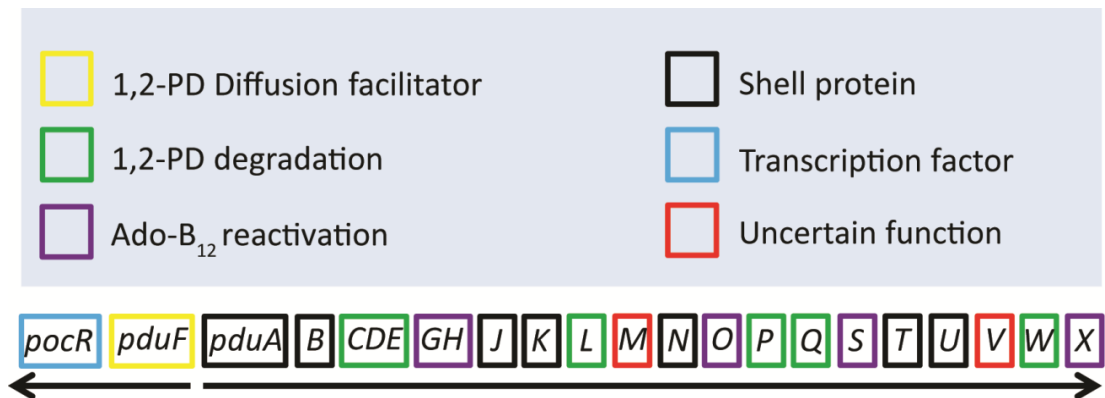 1,2-PD Diffusion facilitator
1,2-PD degradation
Ado-B12 reactivation
Shell protein
Transcription factor
Uncertain function
pocR pduF pduA B CDE GH J K L M N O P Q S T U V W X